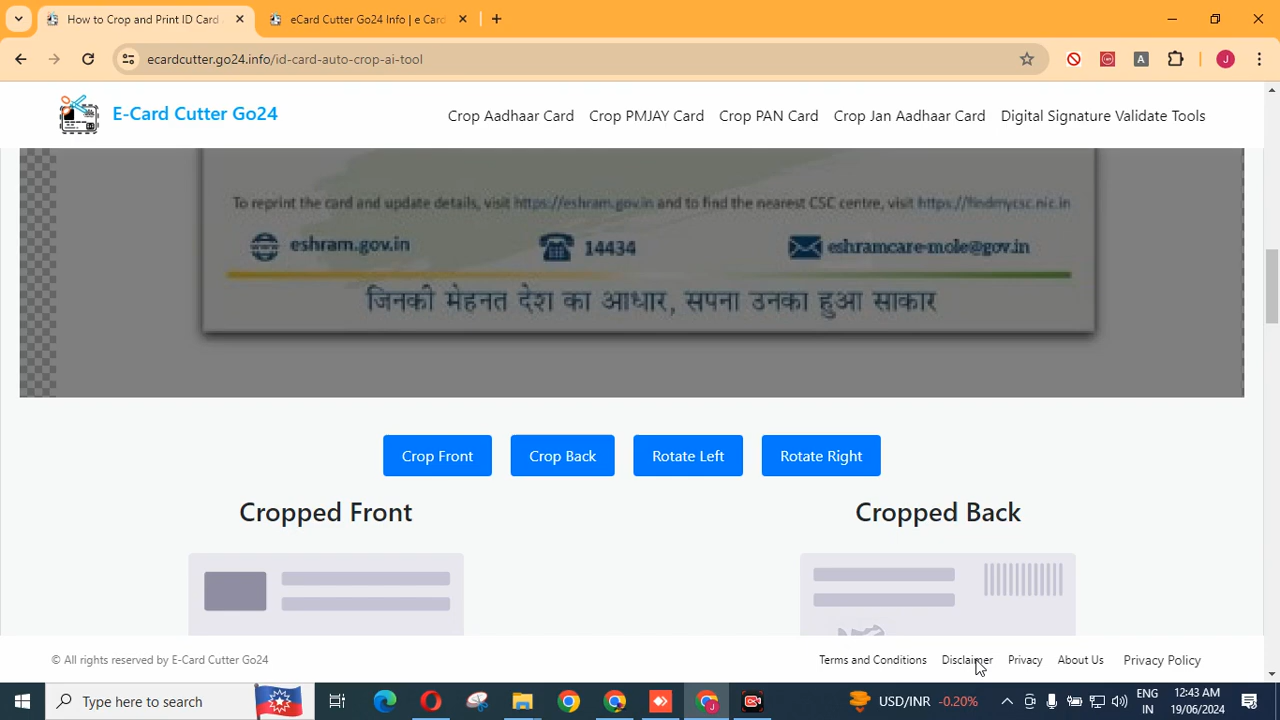 How to Crop and Print ID Card
eCard Cutter Go24 Info | e Card
ecardcutter.go24.info/id-card-auto-crop-ai-tool
A
J
E-Card Cutter Go24
Crop Aadhaar Card
Crop PMJAY Card
Crop PAN Card
Crop Jan Aadhaar Card
Digital Signature Validate Tools
To reprint the card and update details, visit https://eshram.gov.in and to find the nearest CSC centre, visit https://findmycsc.nic.in
eshram.gov.in
14434
eshramcare-mole@gov.in
जिनकी मेहनत देश का आधार, सपना उनका हुआ साकार
Crop Front
Crop Back
Rotate Left
Rotate Right
Cropped Front
Cropped Back
© All rights reserved by E-Card Cutter Go24
Terms and Conditions
Disclaimer
Privacy
About Us
Privacy Policy
Type here to search
USD/INR -0.20%
ENG
IN
12:43 AM
19/06/2024